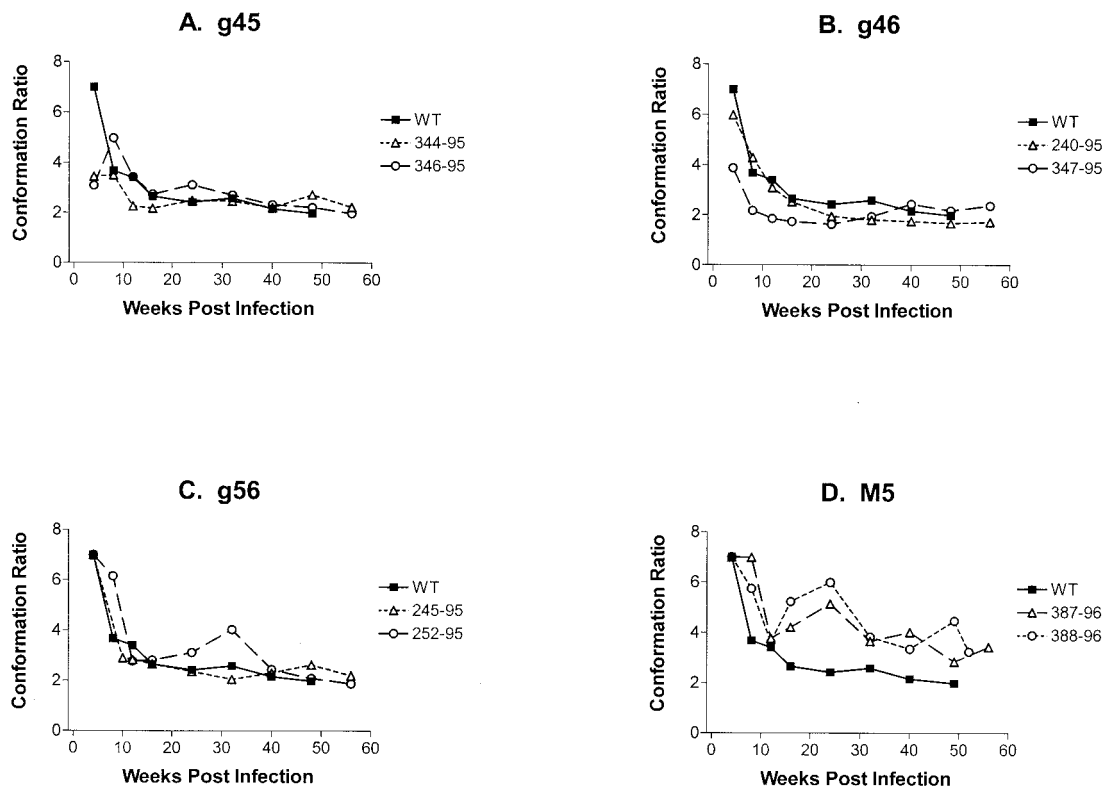 A. g45
Conformation Ratio
8
6
4
2
0
0 10 20 30 40 50 60
Weeks Post Infection
WT
344-95
346-95
B. g46
Conformation Ratio
8
6
4
2
0
0 10 20 30 40 50 60
Weeks Post Infection
WT
240-95
347-95
C. g56
Conformation Ratio
8
6
4
2
0
0 10 20 30 40 50 60
Weeks Post Infection
WT
245-95
252-95
D. M5
Conformation Ratio
8
6
4
2
0
0 10 20 30 40 50 60
Weeks Post Infection
WT
387-96
388-96